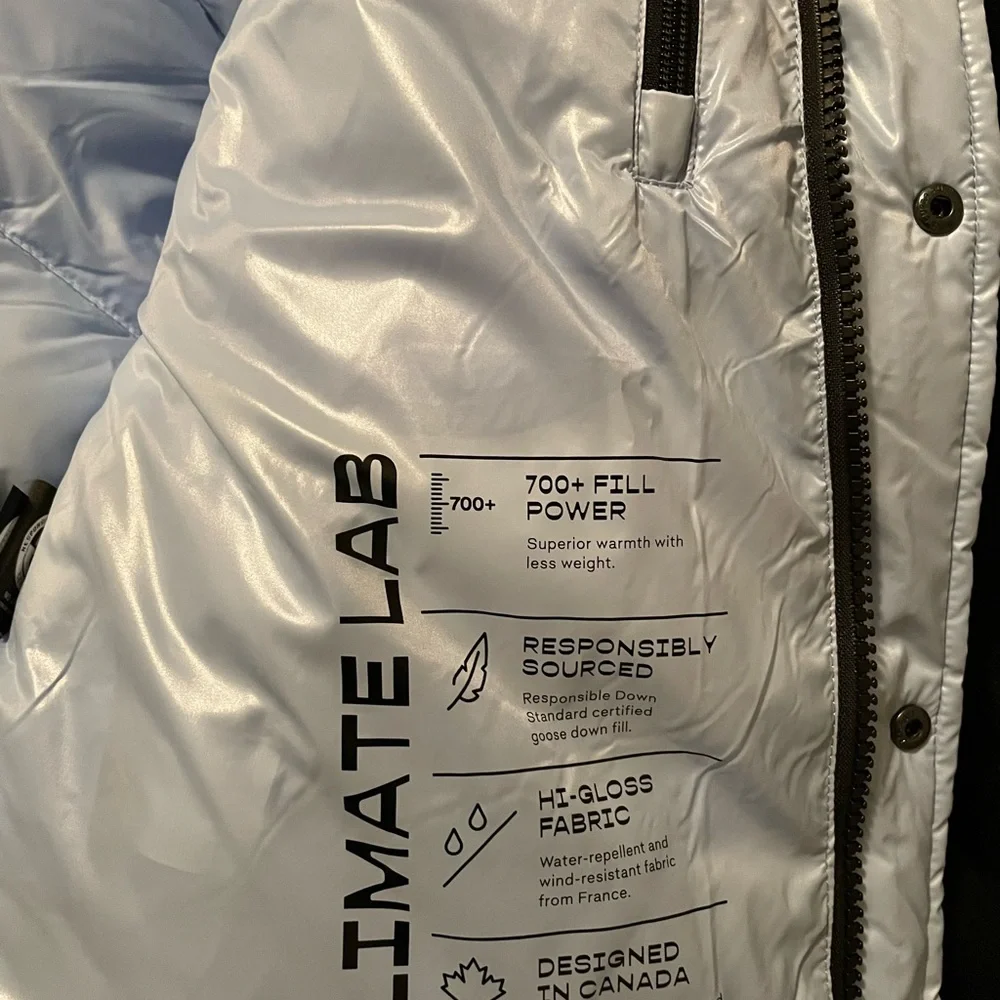 LIMATE LAB
700+
700+ FILL
POWER
Superior warmth with
less weight.
RESPONSIBLY
SOURCED
Responsible Down
Standard certified
goose down fill.
HI-GLOSS
FABRIC
Water-repellent and
wind-resistant fabric
from France.
DESIGNED
IN CANADA